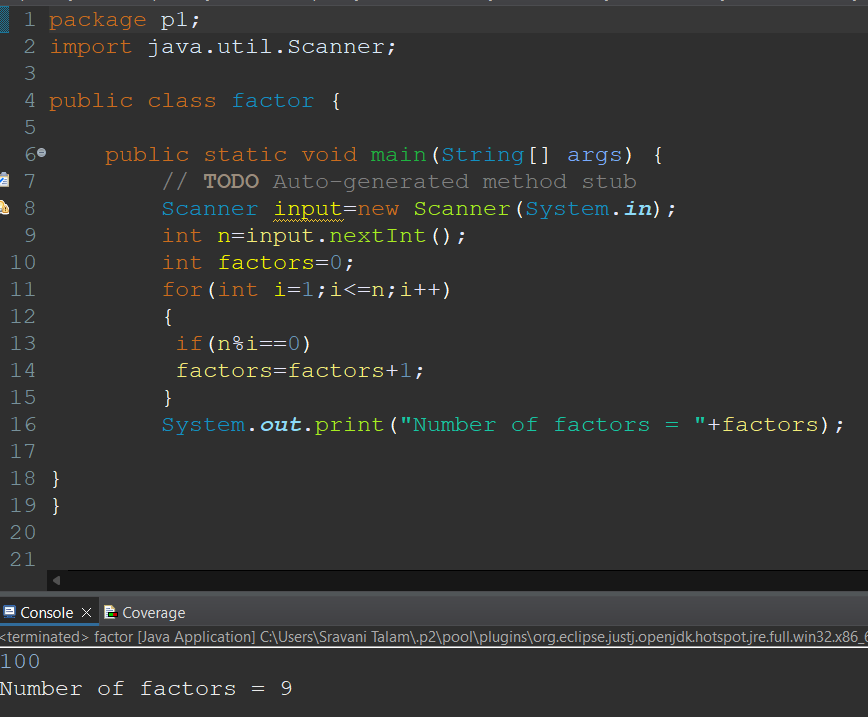 1 package p1;
2 import java.util.Scanner;
3
4 public class factor {
5
6 public static void main(String[] args) {
7 // TODO Auto-generated method stub
8 Scanner input=new Scanner(System.in);
9 int n=input.nextInt();
10 int factors=0;
11 for(int i=1;i<=n;i++)
12 {
13 if(n%i==0)
14 factors=factors+1;
15 }
16 System.out.print("Number of factors = "+factors);
17
18 }
19 }
20
21
Console Coverage
<terminated> factor [Java Application] C:\Users\Sravani Talam\.p2\pool\plugins\org.eclipse.justj.openjdk.hotspot.jre.full.win32.x86_6
100
Number of factors = 9